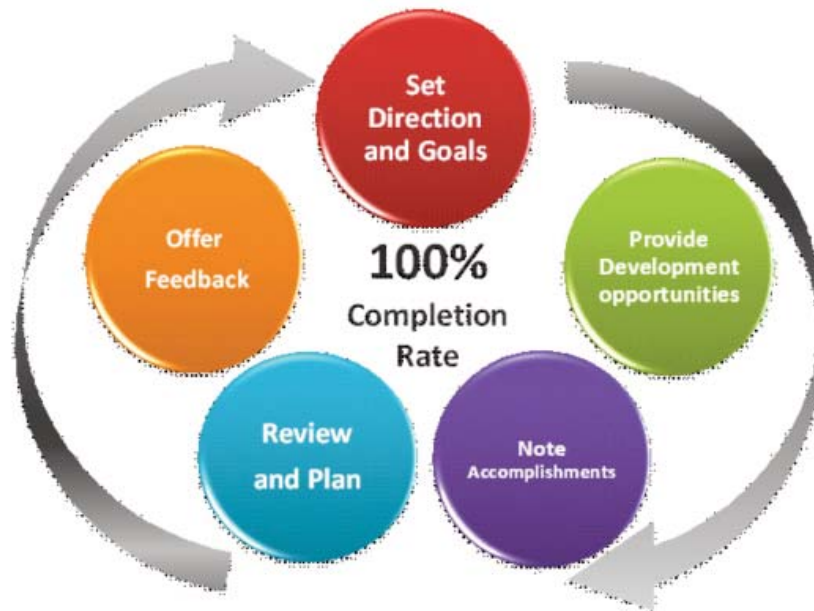 Set
Direction
and Goals
Provide
Development
opportunities
Note
Accomplishments
Review
and Plan
Offer
Feedback
100%
Completion
Rate